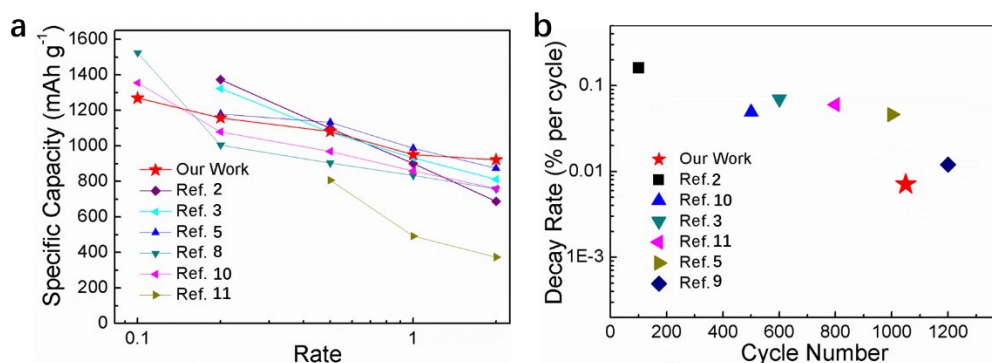 a
Specific Capacity (mAh g-1)
1600
1400
1200
1000
800
600
400
200
0
0.1
1
Rate
Our Work
Ref. 2
Ref. 3
Ref. 5
Ref. 8
Ref. 10
Ref. 11
b
Decay Rate (% per cycle)
0.1
0.01
1E-3
0
200
400
600
800
1000
1200
Cycle Number
Our Work
Ref. 2
Ref. 10
Ref. 3
Ref. 11
Ref. 5
Ref. 9